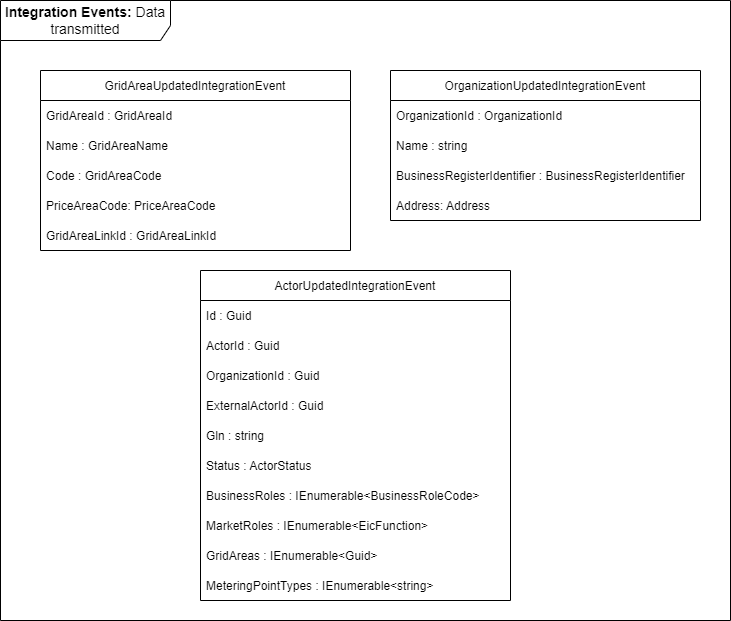 Integration Events: Data
transmitted
GridAreaUpdatedIntegrationEvent
GridAreaId : GridAreaId
Name : GridAreaName
Code : GridAreaCode
PriceAreaCode: PriceAreaCode
GridAreaLinkId : GridAreaLinkId
OrganizationUpdatedIntegrationEvent
OrganizationId : OrganizationId
Name : string
BusinessRegisterIdentifier : BusinessRegisterIdentifier
Address: Address
ActorUpdatedIntegrationEvent
Id : Guid
ActorId : Guid
OrganizationId : Guid
ExternalActorId : Guid
Gln : string
Status : ActorStatus
BusinessRoles : IEnumerable<BusinessRoleCode>
MarketRoles : IEnumerable<EicFunction>
GridAreas : IEnumerable<Guid>
MeteringPointTypes : IEnumerable<string>